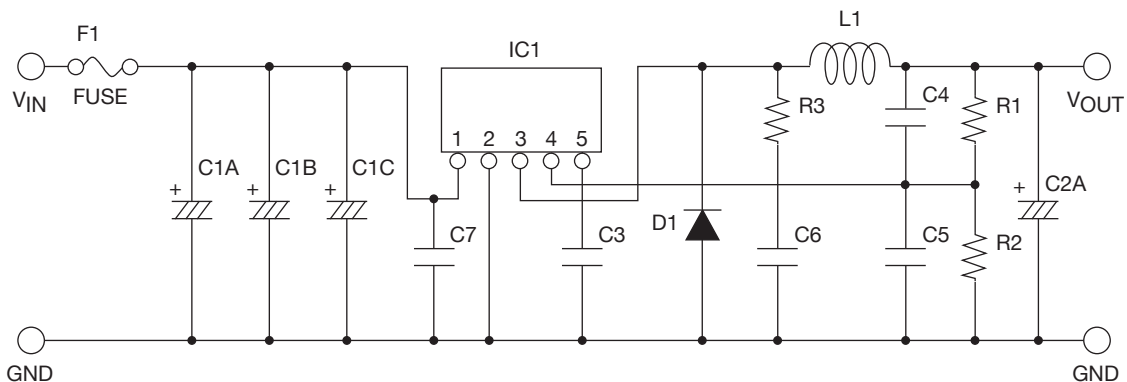 F1
FUSE
VIN
IC1
L1
VOUT
1 2 3 4 5
R3
C4
R1
C1A
C1B
C1C
+
+
+
C7
C3
D1
C6
C5
R2
+
C2A
GND
GND